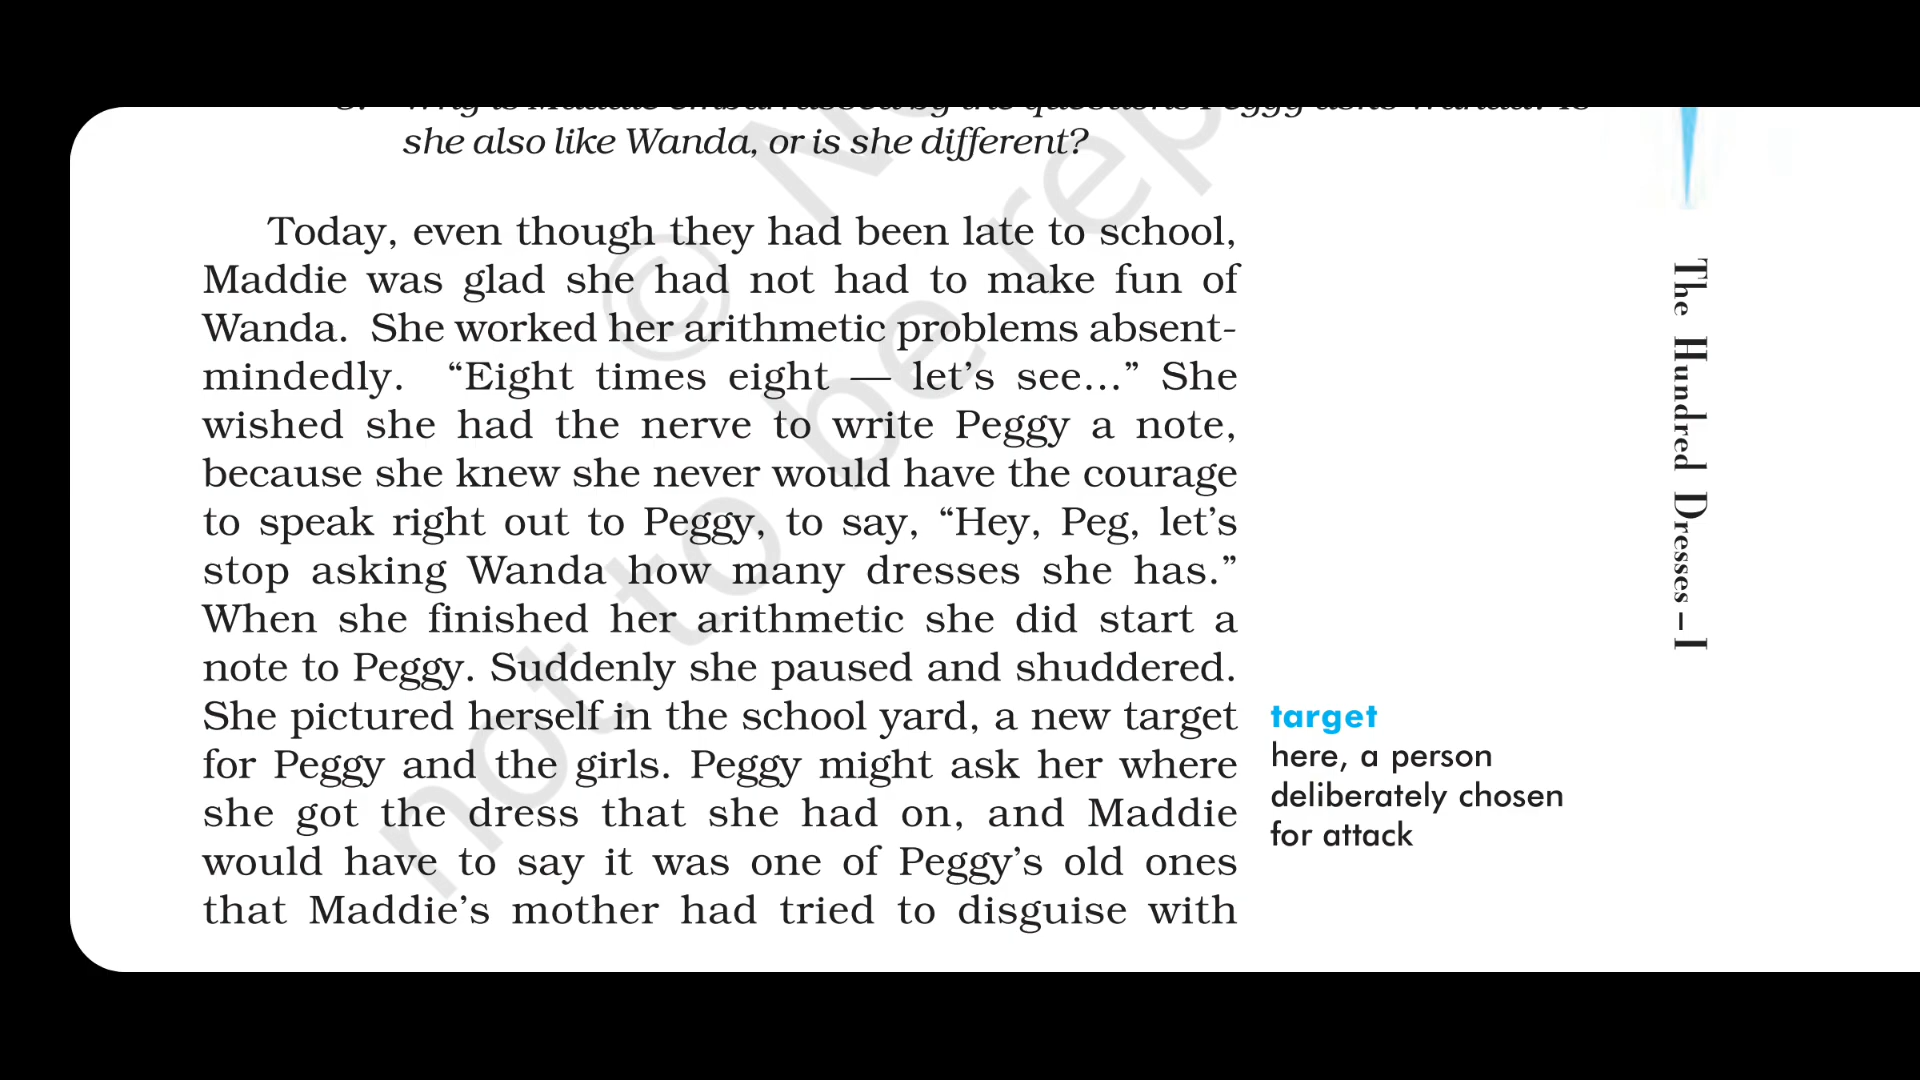 she also like Wanda, or is she different?
Today, even though they had been late to school,
Maddie was glad she had not had to make fun of
Wanda. She worked her arithmetic problems absent-
mindedly. “Eight times eight — let’s see...” She
wished she had the nerve to write Peggy a note,
because she knew she never would have the courage
to speak right out to Peggy, to say, “Hey, Peg, let’s
stop asking Wanda how many dresses she has.”
When she finished her arithmetic she did start a
note to Peggy. Suddenly she paused and shuddered.
She pictured herself in the school yard, a new target
for Peggy and the girls. Peggy might ask her where
she got the dress that she had on, and Maddie
would have to say it was one of Peggy’s old ones
that Maddie’s mother had tried to disguise with
target
here, a person
deliberately chosen
for attack
The Hundred Dresses – I
not to be rep
© No